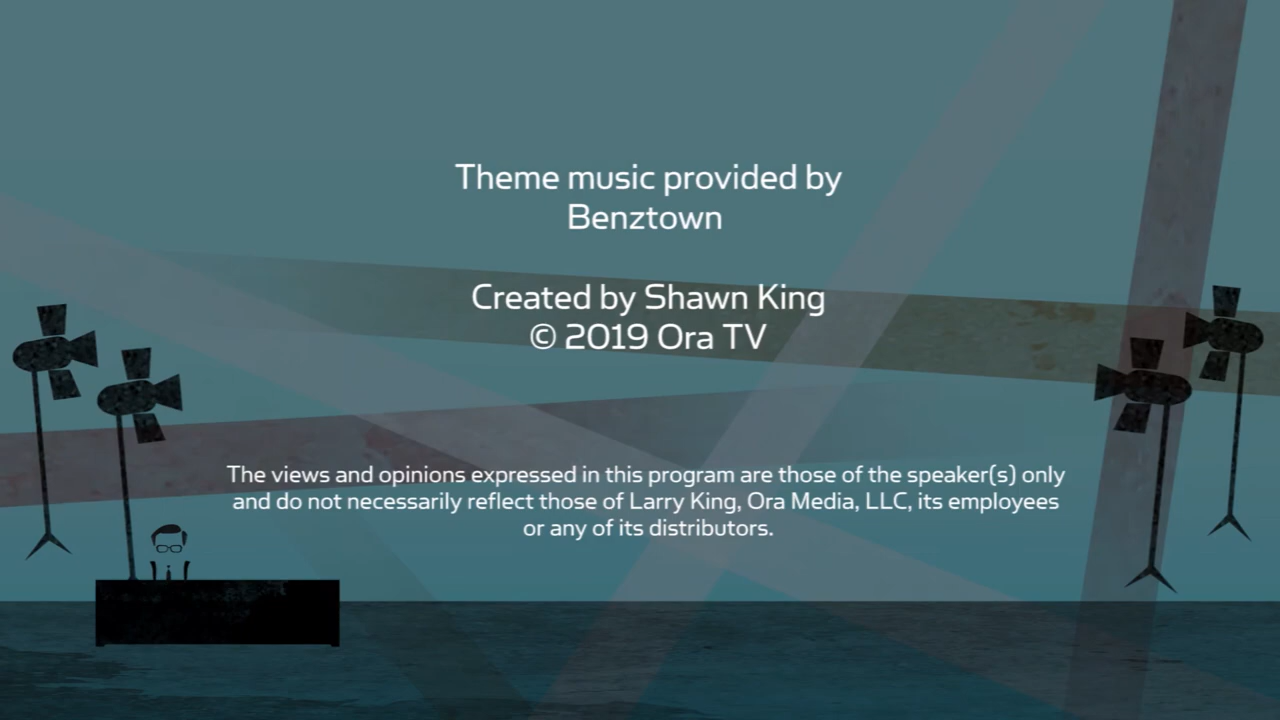 Theme music provided by
Benztown
Created by Shawn King
© 2019 Ora TV
The views and opinions expressed in this program are those of the speaker(s) only
and do not necessarily reflect those of Larry King, Ora Media, LLC, its employees
or any of its distributors.